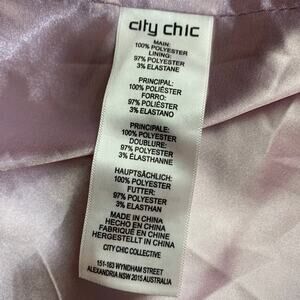 city chic
MAIN:
100% POLYESTER
LINING:
97% POLYESTER
3% ELASTANE
PRINCIPAL:
100% POLIÉSTER
FORRO:
97% POLIÉSTER
3% ELASTANO
PRINCIPALE:
100% POLYESTER
DOUBLURE:
97% POLYESTER
3% ÉLASTHANNE
HAUPTSÄCHLICH:
100% POLYESTER
FUTTER:
97% POLYESTER
3% ELASTHAN
MADE IN CHINA
HECHO EN CHINA
FABRIQUÉ EN CHINE
HERGESTELLT IN CHINA
CITY CHIC COLLECTIVE
151-163 WYNDHAM STREET
ALEXANDRIA NSW 2015 AUSTRALIA